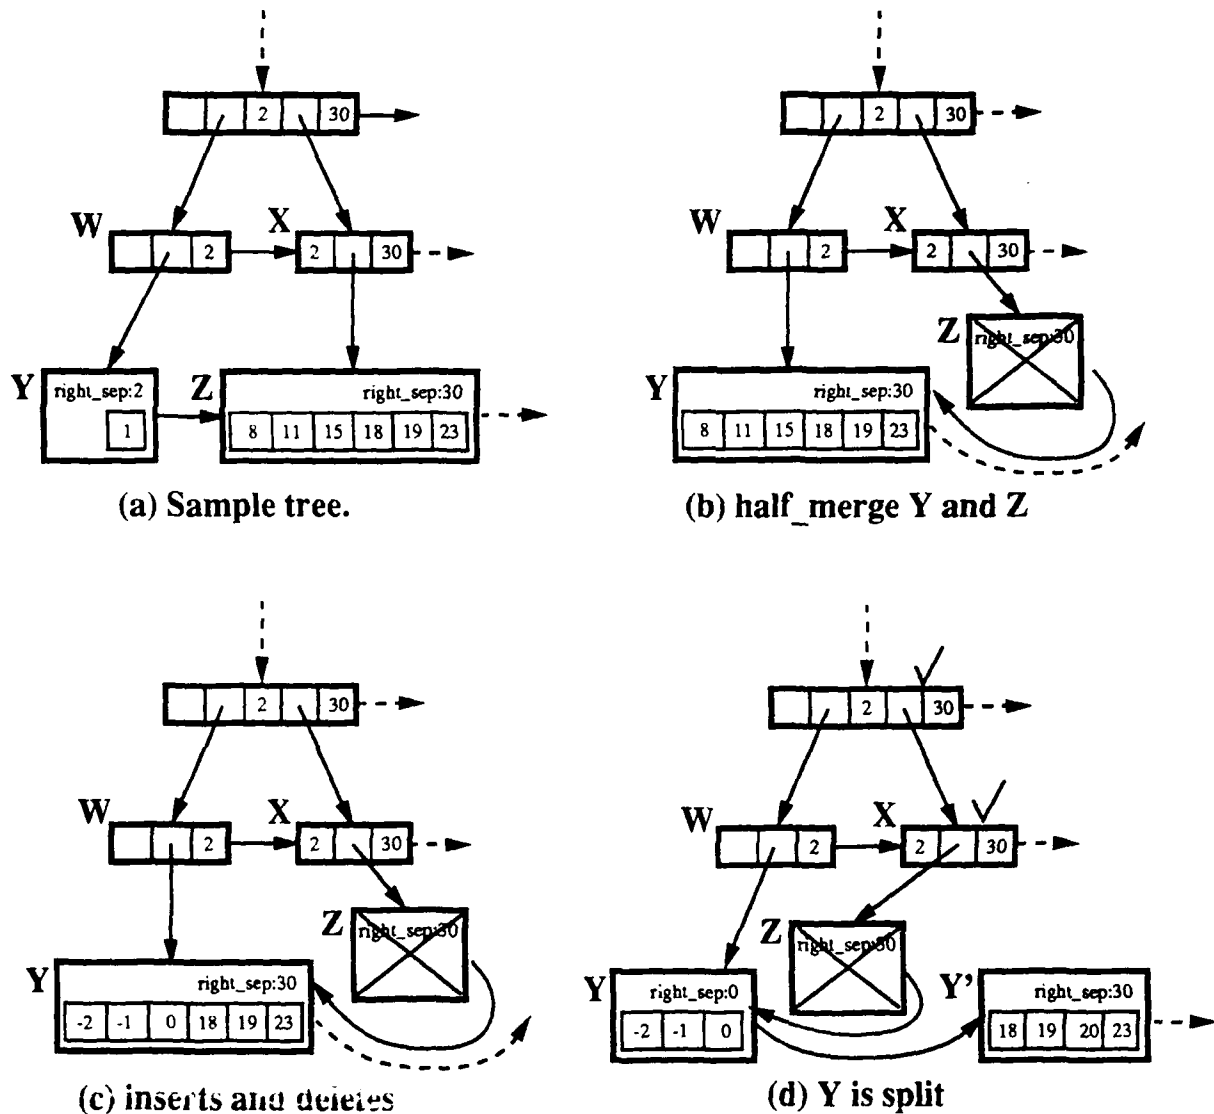 2 30
W X
2 2 30
Y right_sep:2 Z right_sep:30
1 8 11 15 18 19 23
(a) Sample tree.
2 30
W X
2 2 30
Z right_sep:30
Y right_sep:30
8 11 15 18 19 23
(b) half_merge Y and Z
2 30
W X
2 2 30
Z right_sep:30
Y right_sep:30
-2 -1 0 18 19 23
(c) inserts and deletes
2 30
W X
2 2 30
Z right_sep:30
Y right_sep:0 Y' right_sep:30
-2 -1 0 18 19 20 23
(d) Y is split